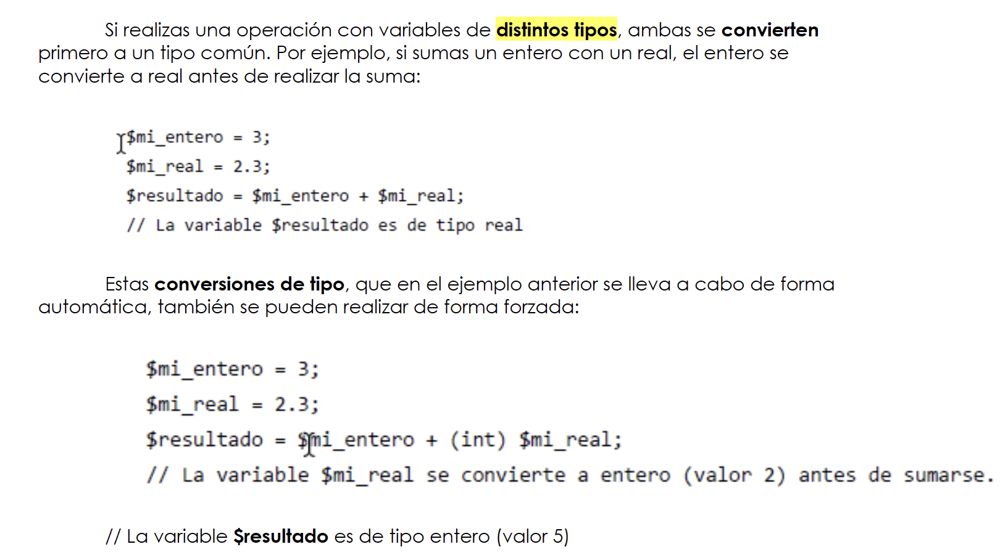 Si realizas una operación con variables de distintos tipos, ambas se convierten
primero a un tipo común. Por ejemplo, si sumas un entero con un real, el entero se
convierte a real antes de realizar la suma:
$mi_entero = 3;
$mi_real = 2.3;
$resultado = $mi_entero + $mi_real;
// La variable $resultado es de tipo real
Estas conversiones de tipo, que en el ejemplo anterior se lleva a cabo de forma
automática, también se pueden realizar de forma forzada:
$mi_entero = 3;
$mi_real = 2.3;
$resultado = $mi_entero + (int) $mi_real;
// La variable $mi_real se convierte a entero (valor 2) antes de sumarse.
// La variable $resultado es de tipo entero (valor 5)